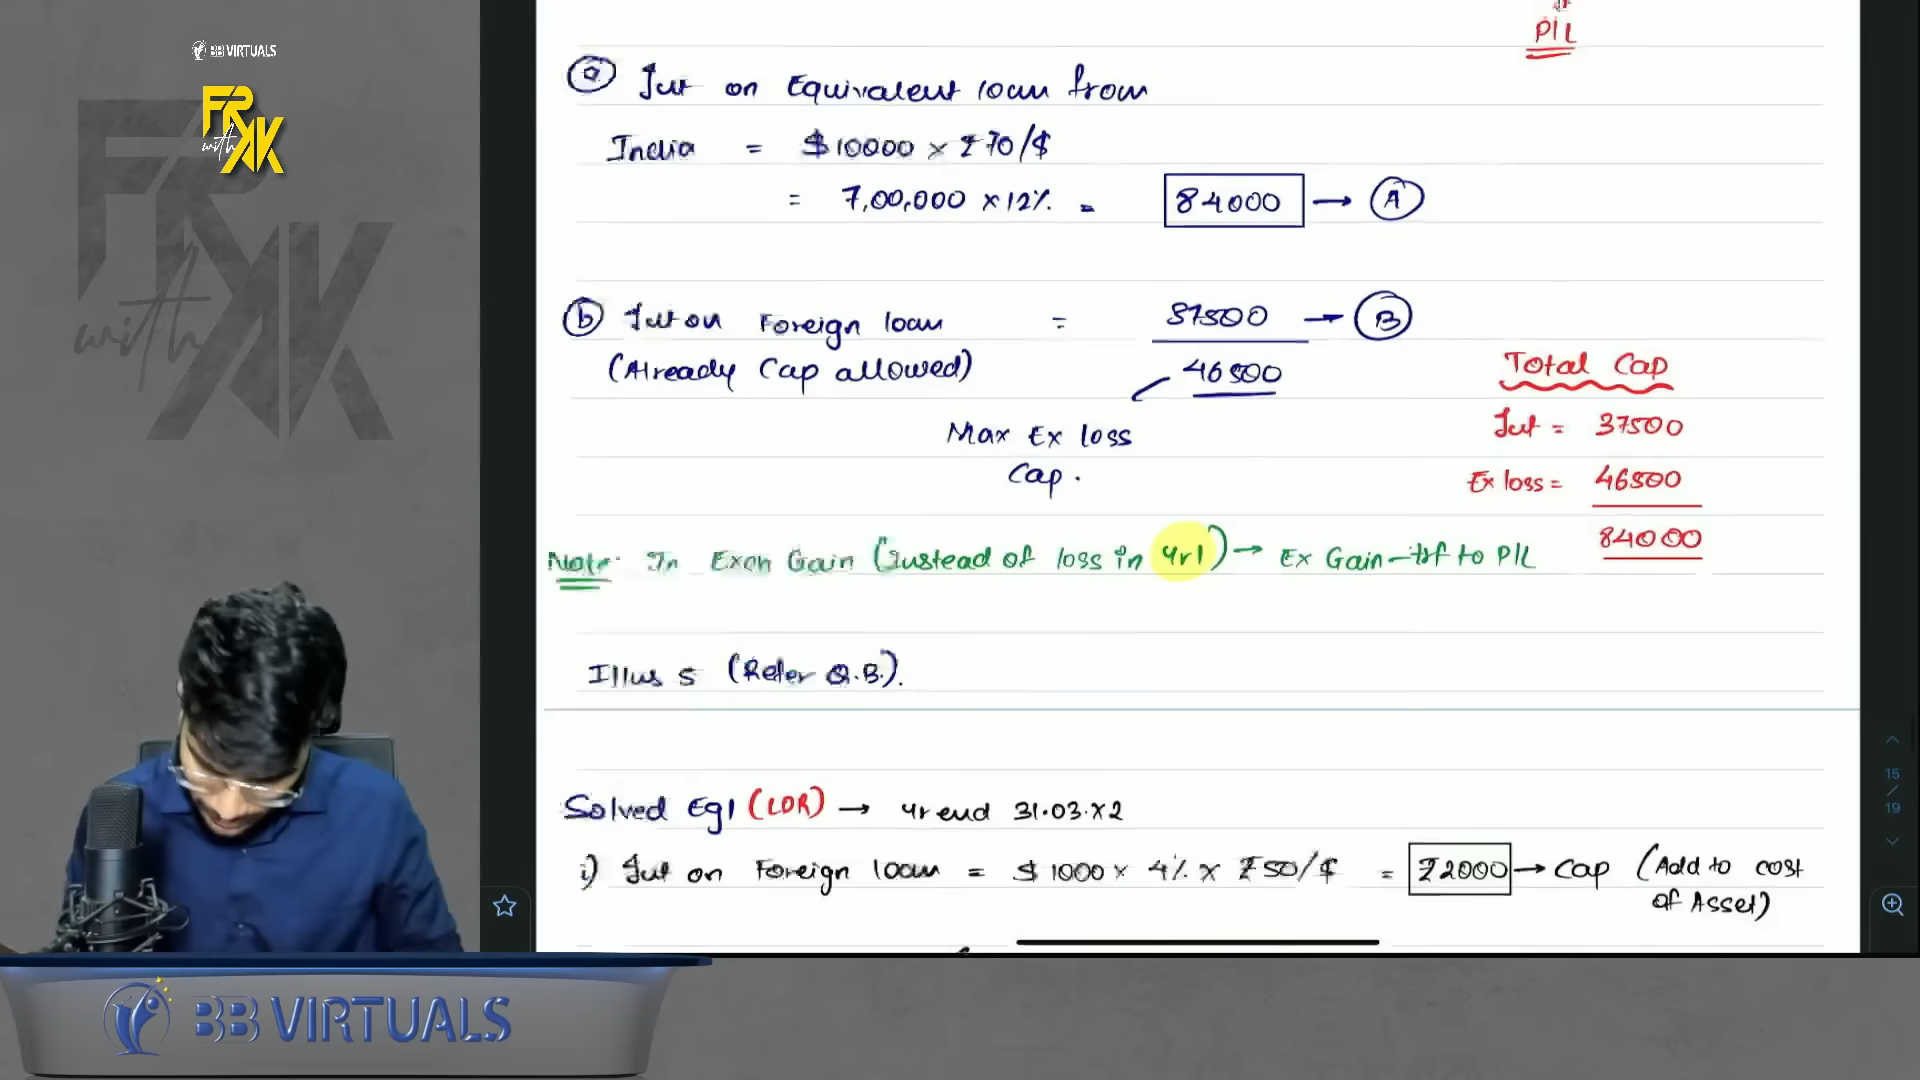 BB VIRTUALS
FR
with
AK
P/L
ⓐ Int on Equivalent loan from
India = $10000 × ₹70/$
= 7,00,000 × 12% = 84000 → Ⓐ
ⓑ Int on Foreign loan = 37500 → Ⓑ
(Already Cap allowed) 46500
Max Ex loss
Cap.
Total Cap
Int = 37500
Ex loss = 46500
84000
Note: In Exch Gain (Instead of loss in yr1) → Ex Gain - trf to P/L
Illus 5 (Refer Q.B.).
Solved Eg1 (LDR) → yr end 31.03.X2
i) Int on Foreign loan = $1000 × 4% × ₹50/$ = ₹2000 → Cap (Add to cost
of Asset)
15
/
19
BB VIRTUALS